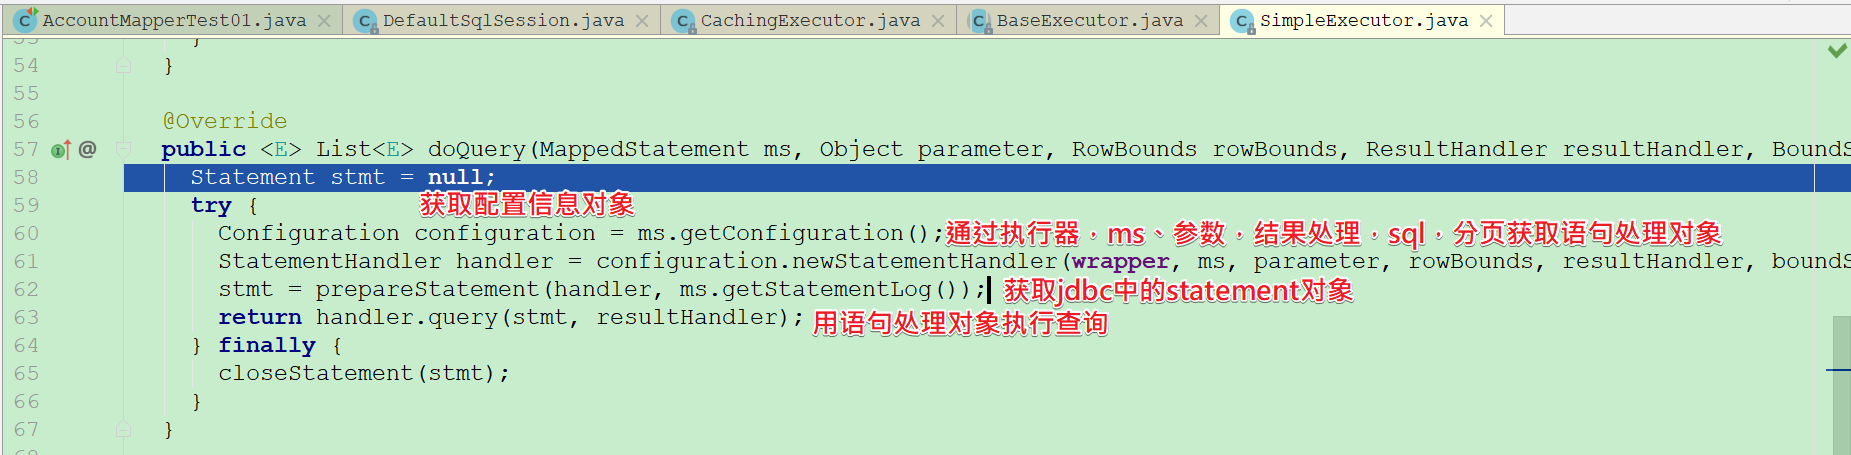 AccountMapperTest01.java DefaultSqlSession.java CachingExecutor.java BaseExecutor.java SimpleExecutor.java
54 }
55
56 @Override
57 public <E> List<E> doQuery(MappedStatement ms, Object parameter, RowBounds rowBounds, ResultHandler resultHandler, BoundS
58 Statement stmt = null;
59 try { 获取配置信息对象
60 Configuration configuration = ms.getConfiguration();通过执行器，ms、参数，结果处理，sql，分页获取语句处理对象
61 StatementHandler handler = configuration.newStatementHandler(wrapper, ms, parameter, rowBounds, resultHandler, boundS
62 stmt = prepareStatement(handler, ms.getStatementLog()); 获取jdbc中的statement对象
63 return handler.query(stmt, resultHandler); 用语句处理对象执行查询
64 } finally {
65 closeStatement(stmt);
66 }
67 }